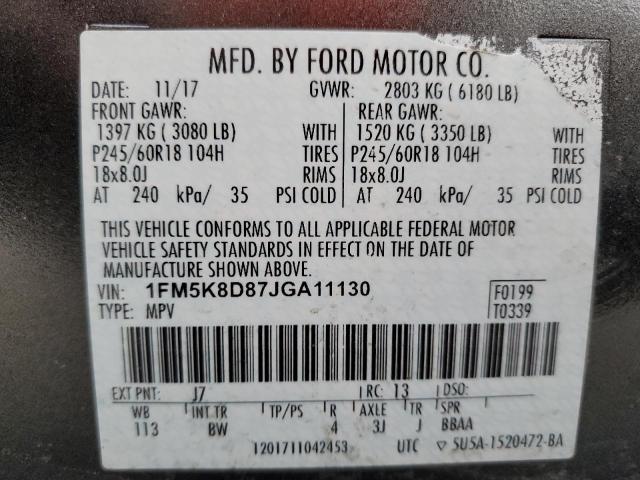 MFD. BY FORD MOTOR CO.
DATE: 11/17 GVWR: 2803 KG ( 6180 LB)
FRONT GAWR: REAR GAWR:
1397 KG ( 3080 LB) WITH 1520 KG ( 3350 LB) WITH
P245/60R18 104H TIRES P245/60R18 104H TIRES
18x8.0J RIMS 18x8.0J RIMS
AT 240 kPa/ 35 PSI COLD AT 240 kPa/ 35 PSI COLD
THIS VEHICLE CONFORMS TO ALL APPLICABLE FEDERAL MOTOR
VEHICLE SAFETY STANDARDS IN EFFECT ON THE DATE OF
MANUFACTURE SHOWN ABOVE.
VIN: 1FM5K8D87JGA11130 F0199
TYPE: MPV T0339
EXT PNT: J7 RC: 13 DSO:
WB INT TR TP/PS R AXLE TR SPR
113 BW 4 3J J BBAA
1201711042453 UTC ▽ SU5A-1520472-BA